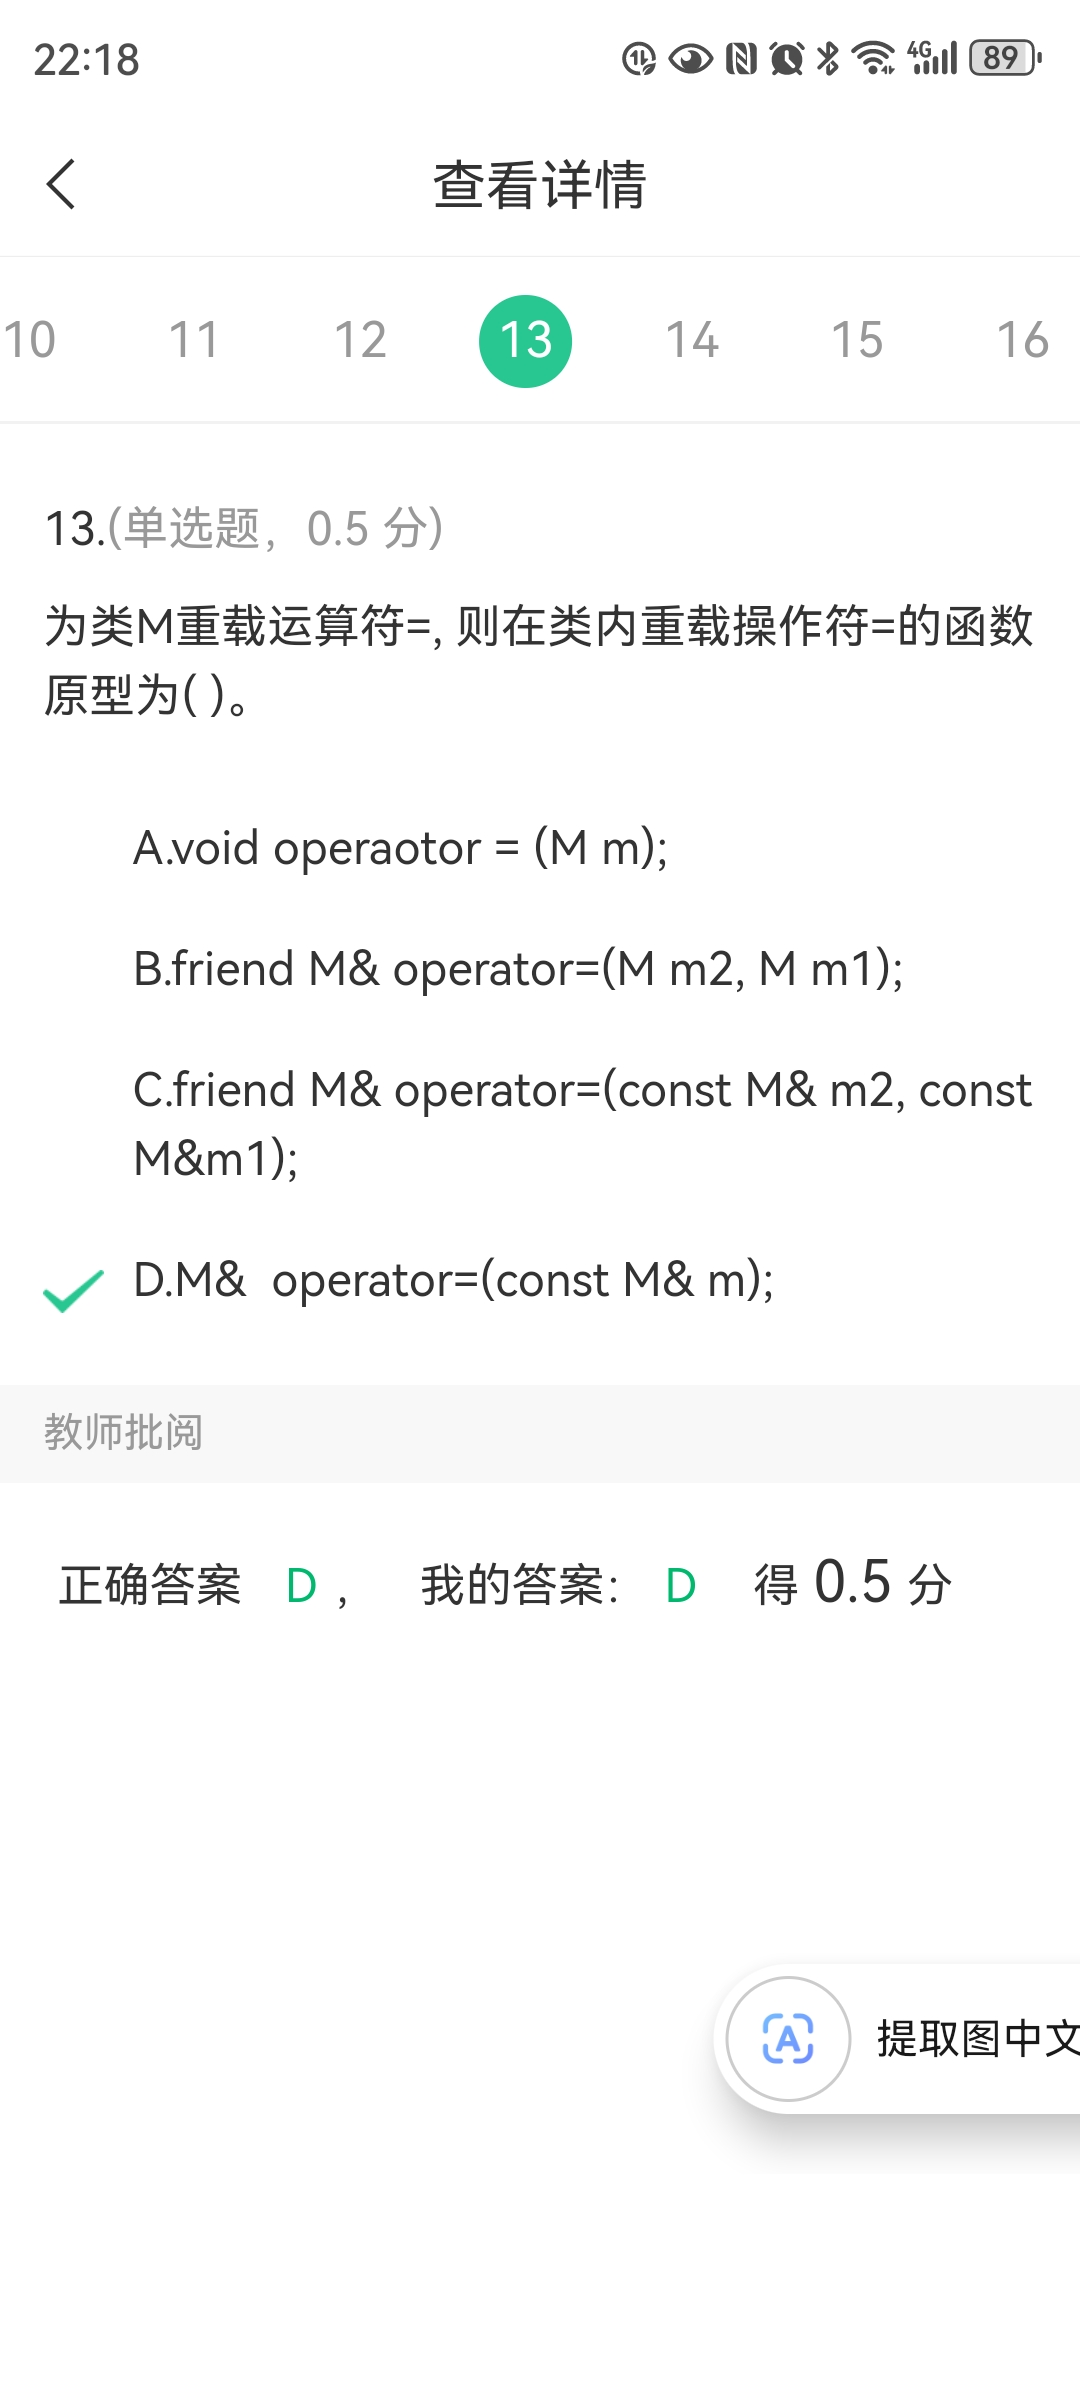 22:18
4G
89
查看详情
10 11 12 13 14 15 16
13.(单选题，0.5 分)
为类M重载运算符=, 则在类内重载操作符=的函数
原型为( )。
A.void operaotor = (M m);
B.friend M& operator=(M m2, M m1);
C.friend M& operator=(const M& m2, const
M&m1);
D.M&  operator=(const M& m);
教师批阅
正确答案 D ， 我的答案： D 得 0.5 分
A 提取图中文